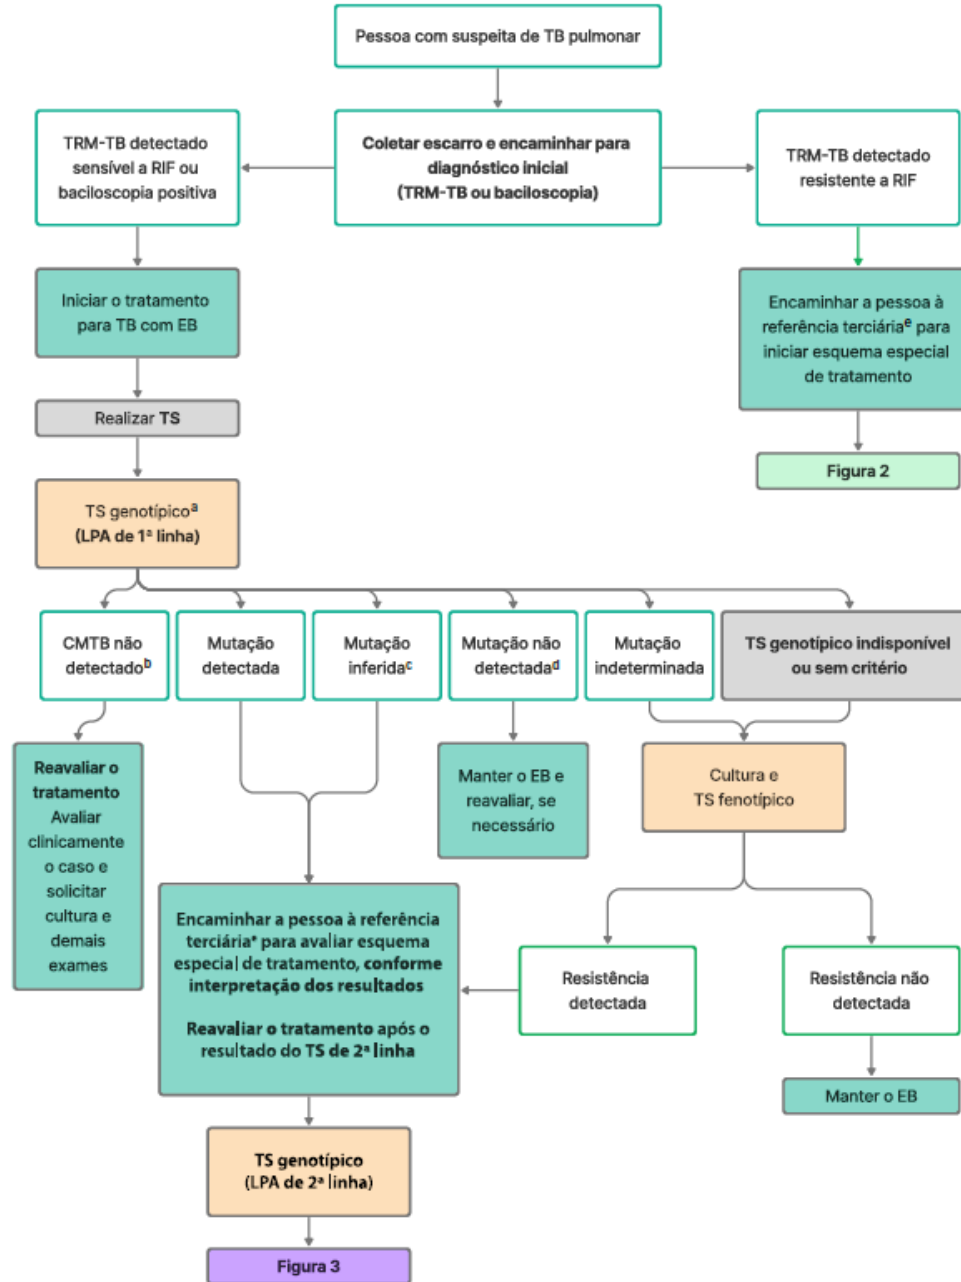 Pessoa com suspeita de TB pulmonar
TRM-TB detectado
sensível a RIF ou
baciloscopia positiva
Coletar escarro e encaminhar para
diagnóstico inicial
(TRM-TB ou baciloscopia)
TRM-TB detectado
resistente a RIF
Iniciar o tratamento
para TB com EB
Encaminhar a pessoa à
referência terciáriaᵉ para
iniciar esquema especial
de tratamento
Realizar TS
Figura 2
TS genotípicoᵃ
(LPA de 1ª linha)
CMTB não
detectadoᵇ
Mutação
detectada
Mutação
inferidaᶜ
Mutação não
detectadaᵈ
Mutação
indeterminada
TS genotípico indisponível
ou sem critério
Reavaliar o
tratamento
Avaliar
clinicamente
o caso e
solicitar
cultura e
demais
exames
Manter o EB e
reavaliar, se
necessário
Cultura e
TS fenotípico
Encaminhar a pessoa à referência
terciáriaᵉ para avaliar esquema
especial de tratamento, conforme
interpretação dos resultados
Reavaliar o tratamento após o
resultado do TS de 2ª linha
Resistência
detectada
Resistência não
detectada
Manter o EB
TS genotípico
(LPA de 2ª linha)
Figura 3